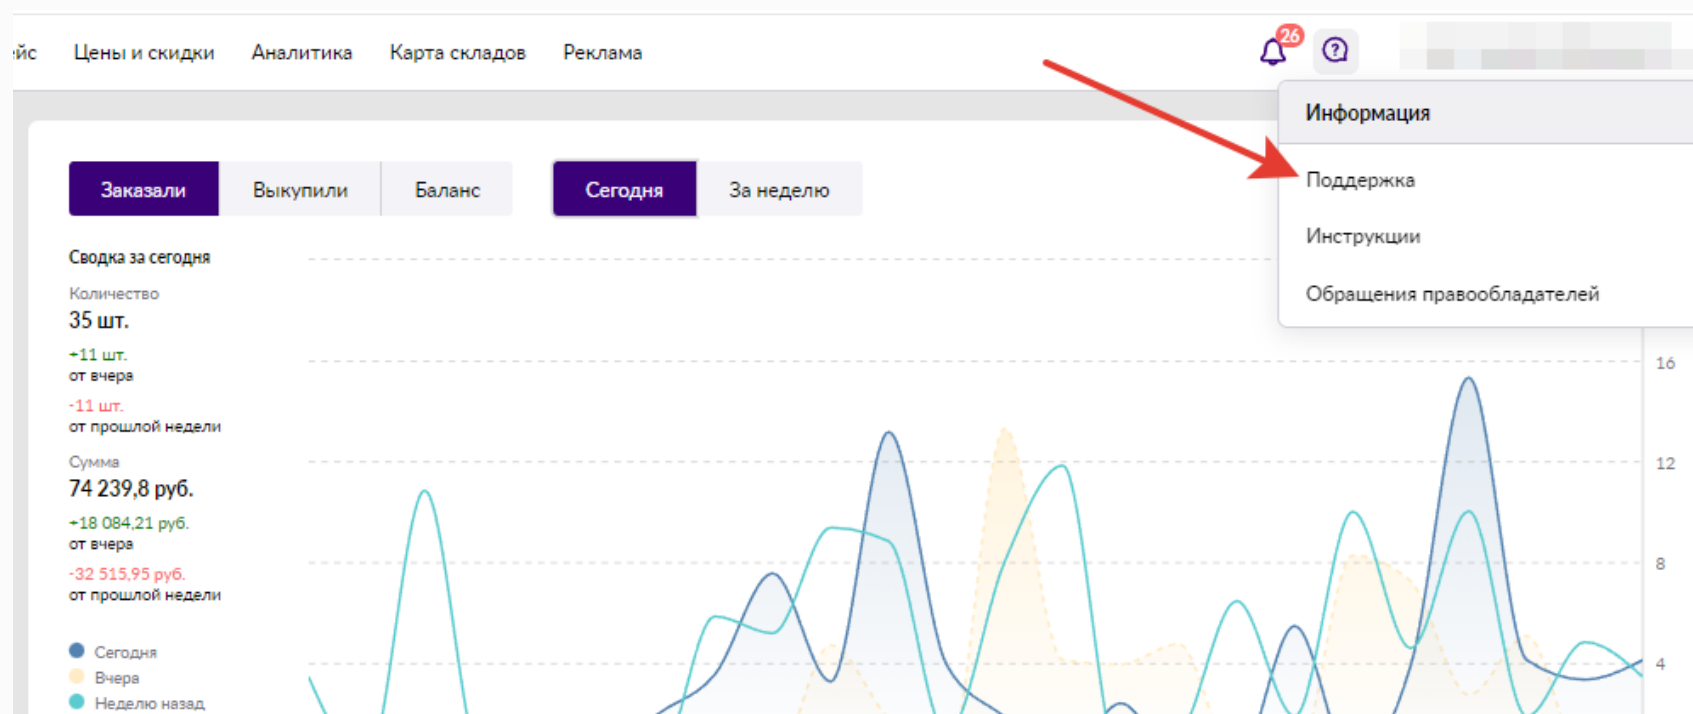 йс Цены и скидки Аналитика Карта складов Реклама 26
Информация
Поддержка
Инструкции
Обращения правообладателей
Заказали Выкупили Баланс Сегодня За неделю
Сводка за сегодня
Количество
35 шт.
+11 шт.
от вчера
-11 шт.
от прошлой недели
Сумма
74 239,8 руб.
+18 084,21 руб.
от вчера
-32 515,95 руб.
от прошлой недели
Сегодня
Вчера
Неделю назад
16
12
8
4